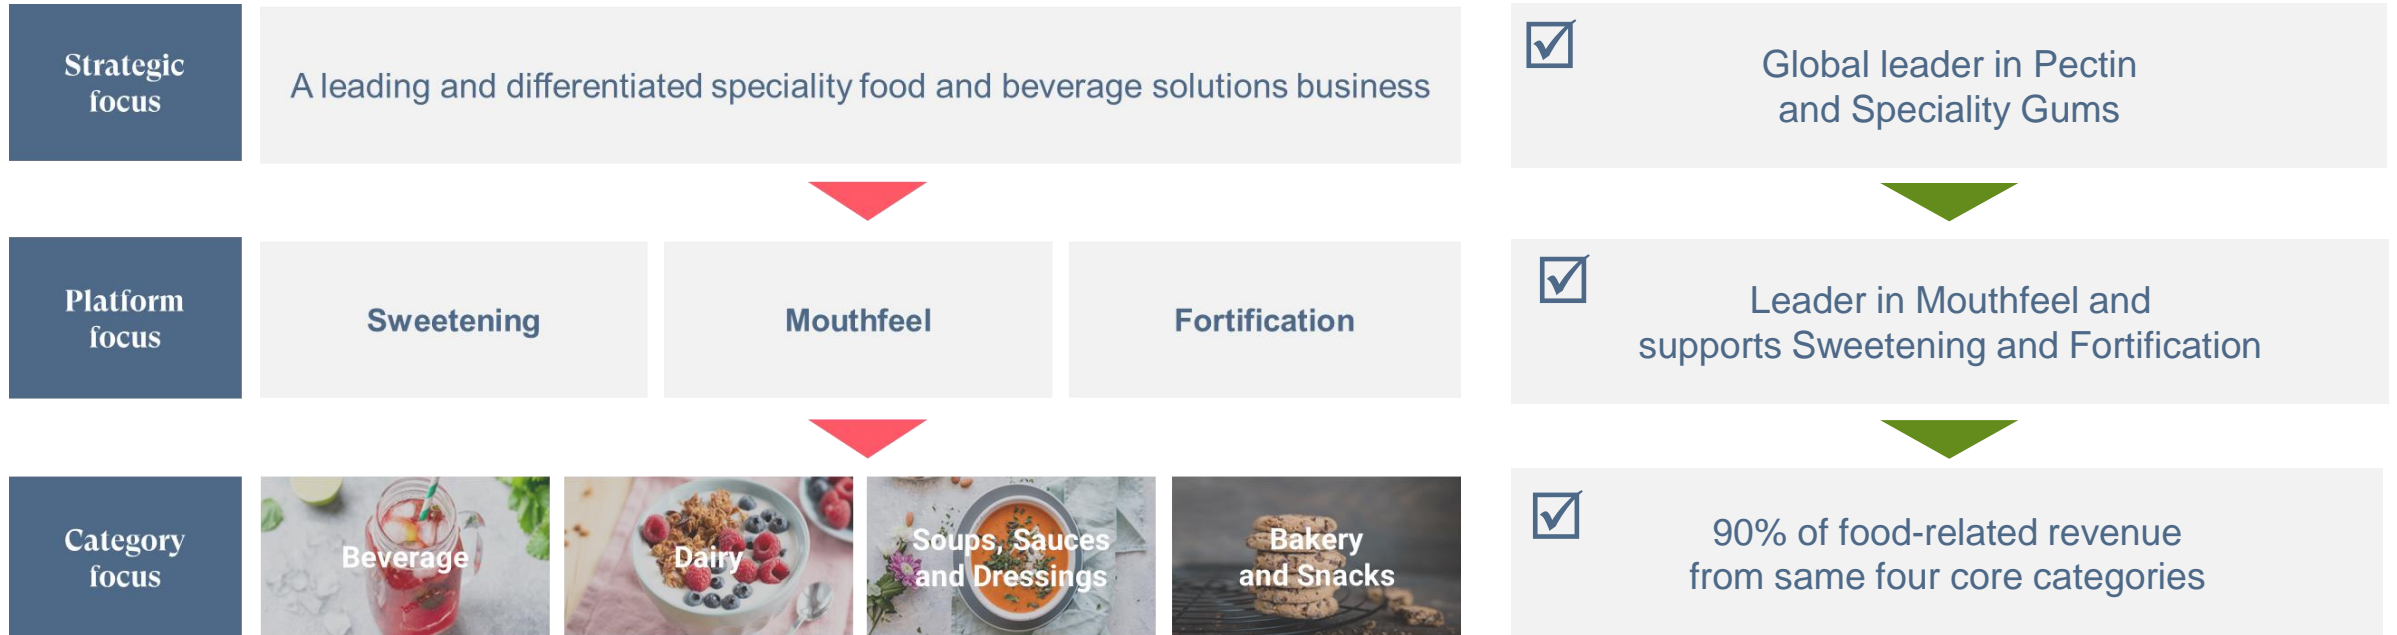 Strategic
focus
A leading and differentiated speciality food and beverage solutions business
Global leader in Pectin
and Speciality Gums
Platform
focus
Sweetening
Mouthfeel
Fortification
Leader in Mouthfeel and
supports Sweetening and Fortification
Category
focus
Beverage
Dairy
Soups, Sauces
and Dressings
Bakery
and Snacks
90% of food-related revenue
from same four core categories